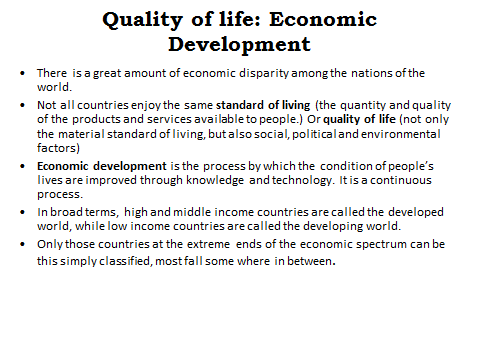 Quality of life: Economic
Development
• There is a great amount of economic disparity among the nations of the
world.
• Not all countries enjoy the same standard of living (the quantity and quality
of the products and services available to people.) Or quality of life (not only
the material standard of living, but also social, political and environmental
factors)
• Economic development is the process by which the condition of people’s
lives are improved through knowledge and technology. It is a continuous
process.
• In broad terms, high and middle income countries are called the developed
world, while low income countries are called the developing world.
• Only those countries at the extreme ends of the economic spectrum can be
this simply classified, most fall some where in between.